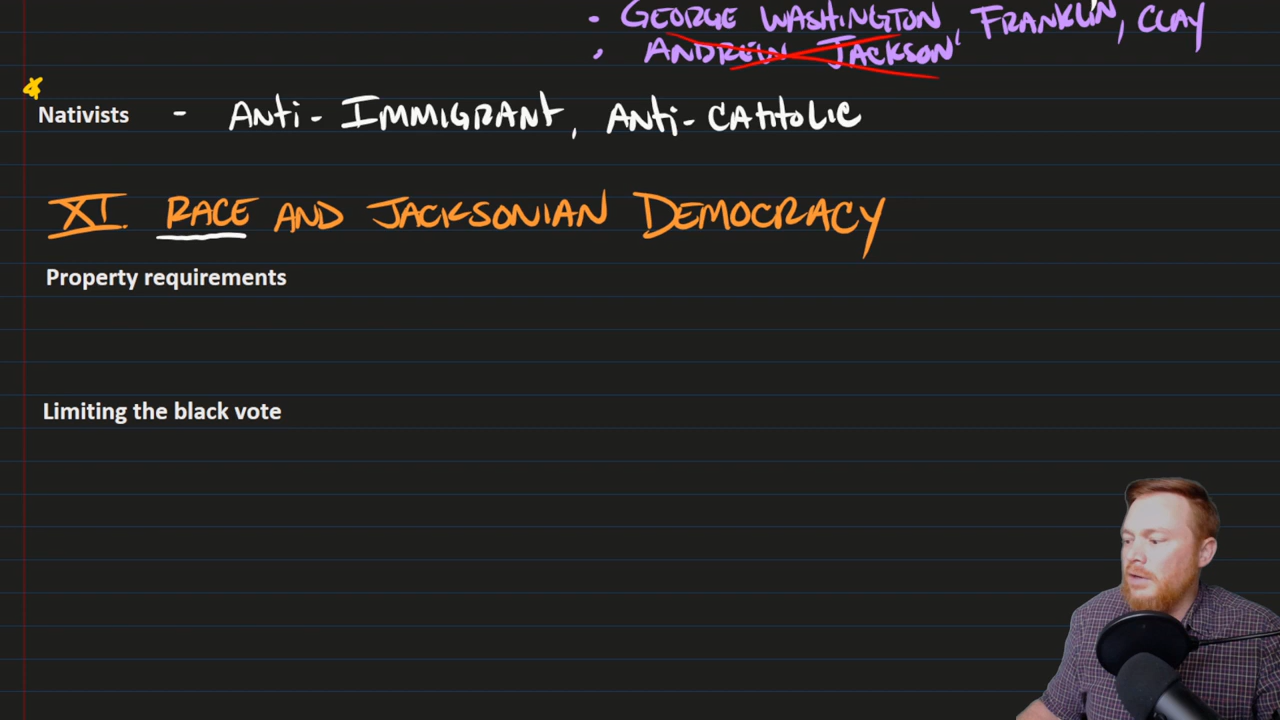 · GEORGE WASHINGTON, FRANKLIN, CLAY
· ANDREW JACKSON
Nativists - Anti-IMMIGRANT, Anti-CATHOLIC
XI. RACE AND JACKSONIAN DEMOCRACY
Property requirements
Limiting the black vote